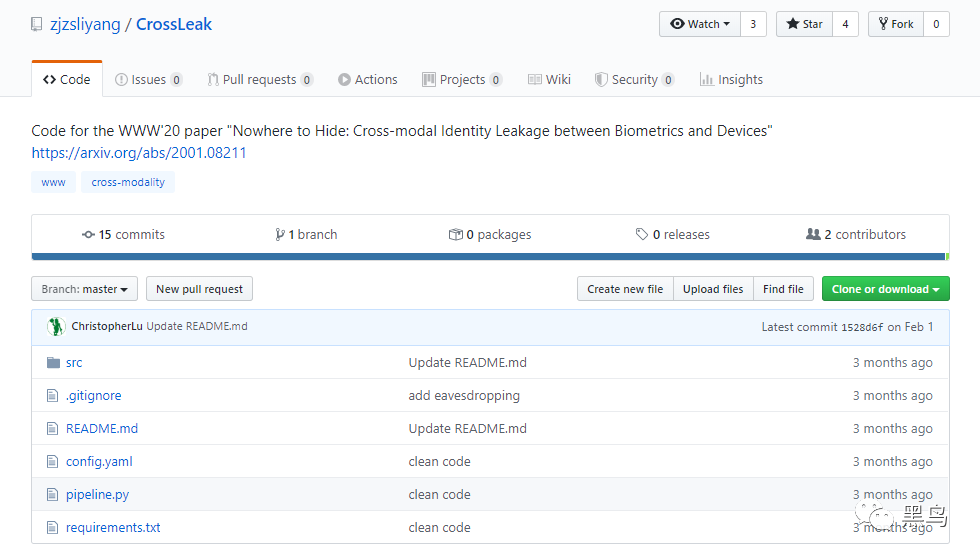 zjzsliyang / CrossLeak
Watch 3 Star 4 Fork 0
Code Issues 0 Pull requests 0 Actions Projects 0 Wiki Security 0 Insights
Code for the WWW'20 paper "Nowhere to Hide: Cross-modal Identity Leakage between Biometrics and Devices"
https://arxiv.org/abs/2001.08211
www cross-modality
15 commits 1 branch 0 packages 0 releases 2 contributors
Branch: master New pull request Create new file Upload files Find file Clone or download
ChristopherLu Update README.md Latest commit 1528d6f on Feb 1
src Update README.md 3 months ago
.gitignore add eavesdropping 3 months ago
README.md Update README.md 3 months ago
config.yaml clean code 3 months ago
pipeline.py clean code 3 months ago
requirements.txt clean code 3 months ago
黑鸟